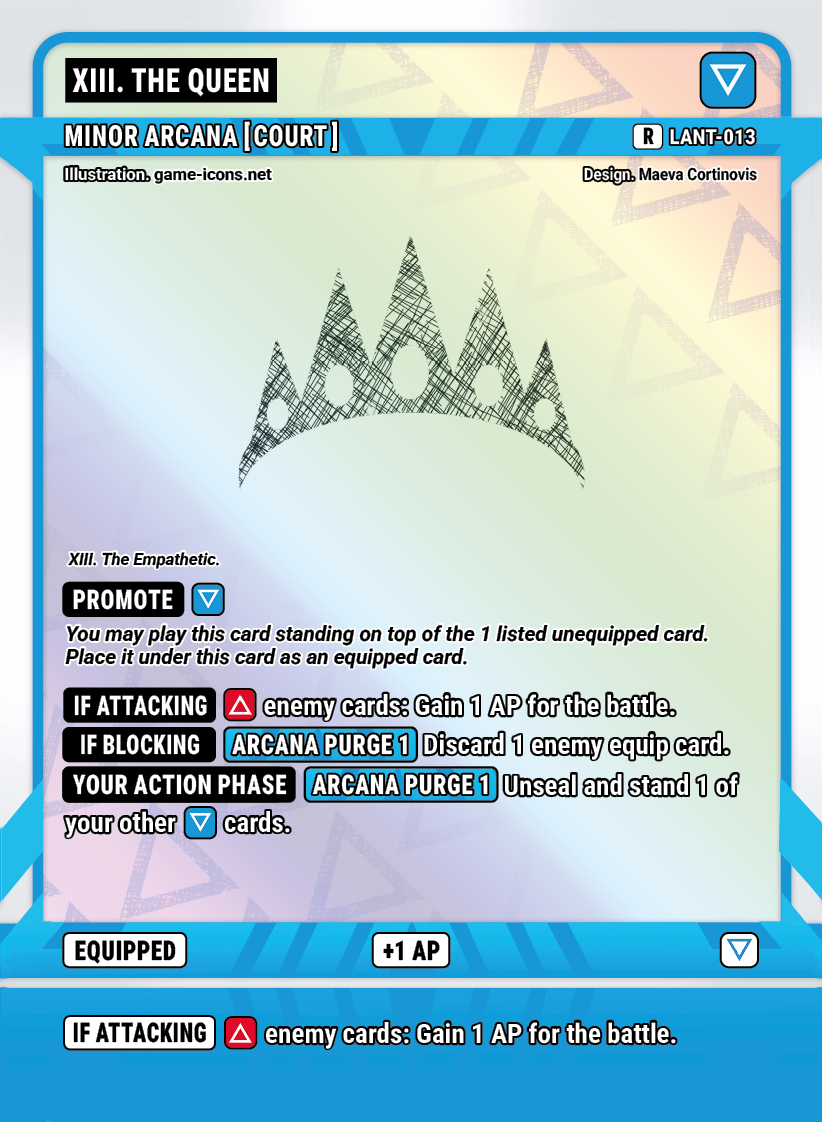 XIII. THE QUEEN
MINOR ARCANA [COURT]
R LANT-013
Illustration. game-icons.net
Design. Maeva Cortinovis
XIII. The Empathetic.
PROMOTE
You may play this card standing on top of the 1 listed unequipped card.
Place it under this card as an equipped card.
IF ATTACKING enemy cards: Gain 1 AP for the battle.
IF BLOCKING ARCANA PURGE 1 Discard 1 enemy equip card.
YOUR ACTION PHASE ARCANA PURGE 1 Unseal and stand 1 of
your other cards.
EQUIPPED
+1 AP
IF ATTACKING enemy cards: Gain 1 AP for the battle.